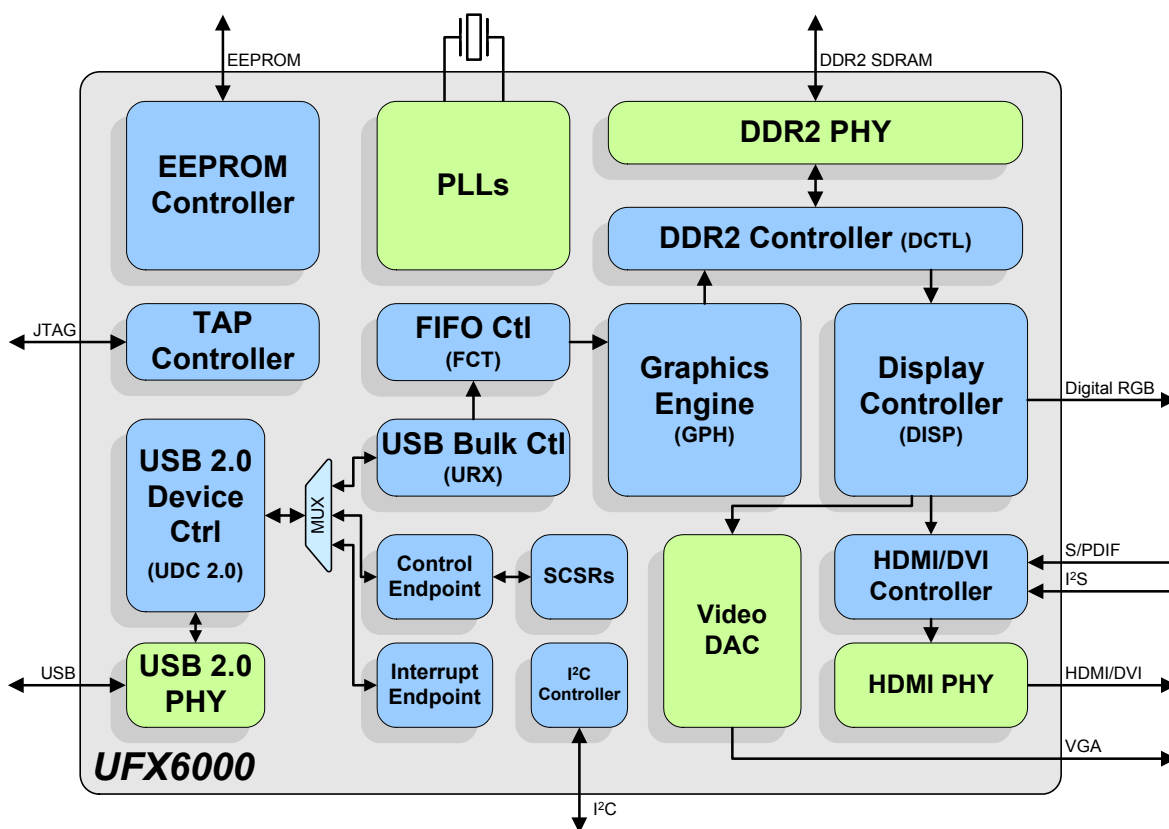 EEPROM
DDR2 SDRAM
EEPROM
Controller
PLLs
DDR2 PHY
DDR2 Controller (DCTL)
JTAG
TAP
Controller
FIFO Ctl
(FCT)
Graphics
Engine
(GPH)
Display
Controller
(DISP)
Digital RGB
USB 2.0
Device
Ctrl
(UDC 2.0)
MUX
USB Bulk Ctl
(URX)
Control
Endpoint
SCSRs
Video
DAC
HDMI/DVI
Controller
S/PDIF
I²S
USB
USB 2.0
PHY
Interrupt
Endpoint
I²C
Controller
HDMI PHY
HDMI/DVI
VGA
UFX6000
I²C